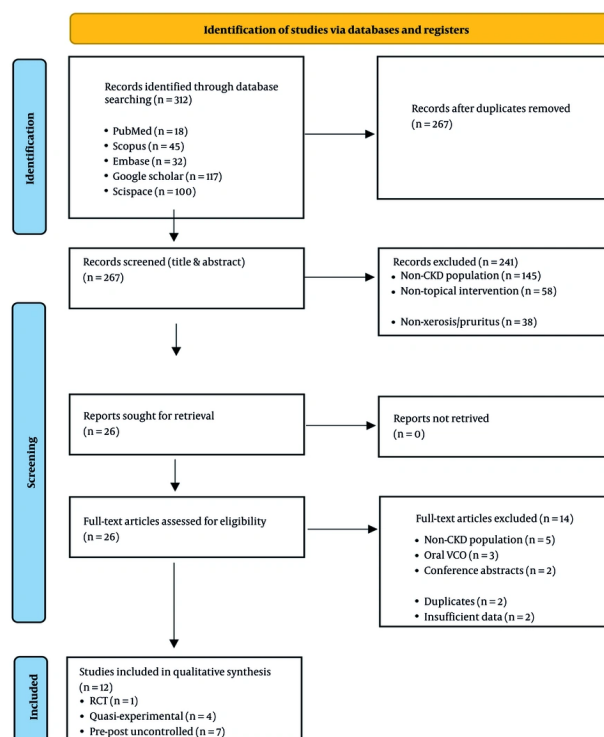 Identification of studies via databases and registers
Identification
Records identified through database
searching (n = 312)
• PubMed (n = 18)
• Scopus (n = 45)
• Embase (n = 32)
• Google scholar (n = 117)
• Scispace (n = 100)
Records after duplicates removed
(n = 267)
Screening
Records screened (title & abstract)
(n = 267)
Records excluded (n = 241)
• Non-CKD population (n = 145)
• Non-topical intervention (n = 58)
• Non-xerosis/pruritus (n = 38)
Reports sought for retrieval
(n = 26)
Reports not retrived
(n = 0)
Full-text articles assessed for eligibility
(n = 26)
Full-text articles excluded (n = 14)
• Non-CKD population (n = 5)
• Oral VCO (n = 3)
• Conference abstracts (n = 2)
• Duplicates (n = 2)
• Insufficient data (n = 2)
Included
Studies included in qualitative synthesis
(n = 12)
• RCT (n = 1)
• Quasi-experimental (n = 4)
• Pre-post uncontrolled (n = 7)